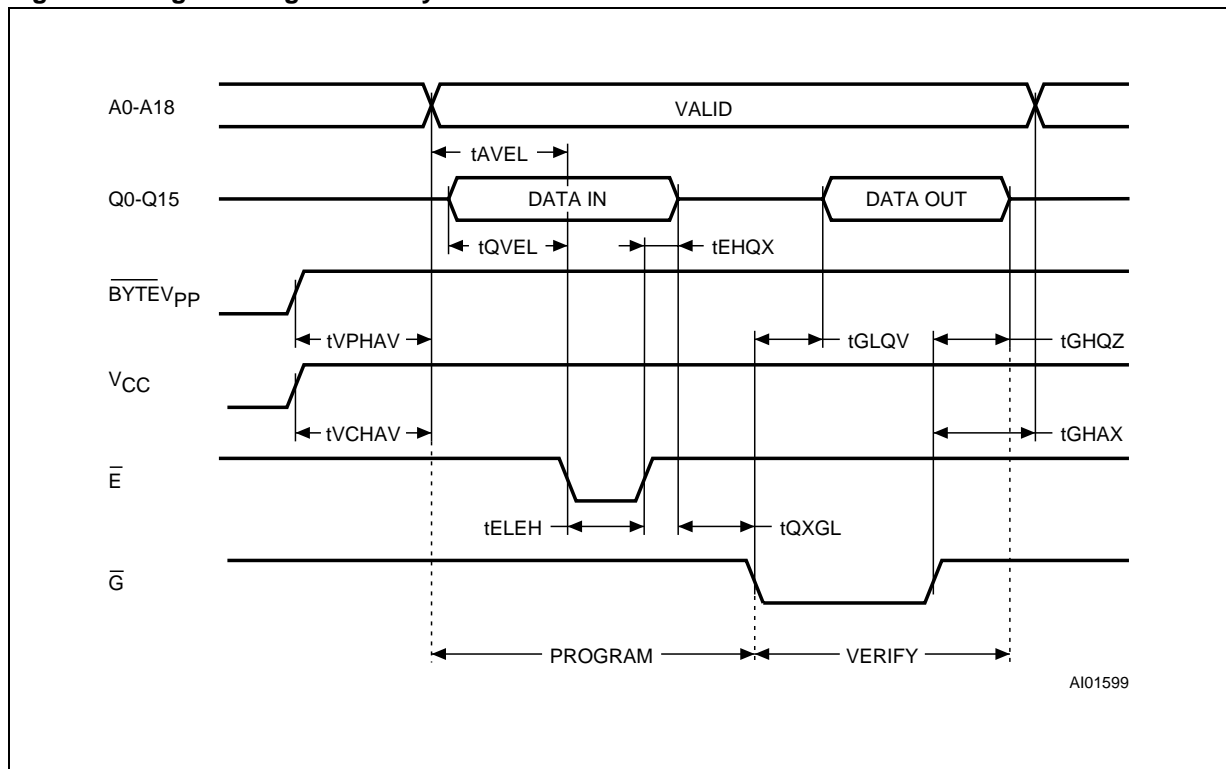 A0-A18
VALID
tAVEL
Q0-Q15
DATA IN
DATA OUT
tQVEL
tEHQX
BYTEVPP
tVPHAV
tGLQV
tGHQZ
VCC
tVCHAV
tGHAX
E
tELEH
tQXGL
G
PROGRAM
VERIFY
AI01599